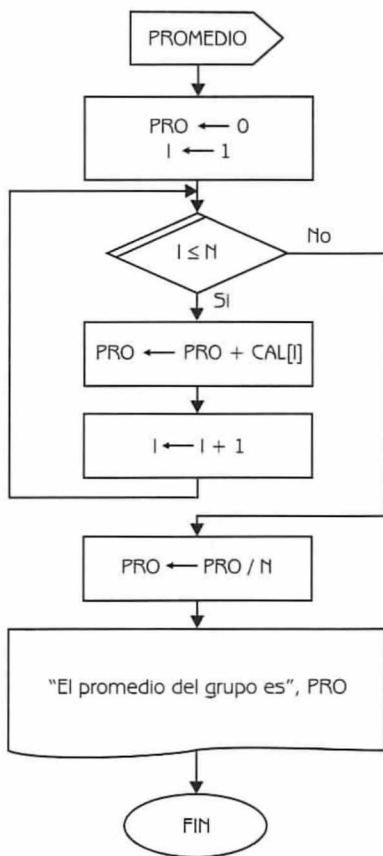 PROMEDIO
PRO ← 0
I ← 1
I ≤ N
No
Si
PRO ← PRO + CAL[I]
I ← I + 1
PRO ← PRO / N
"El promedio del grupo es", PRO
FIN